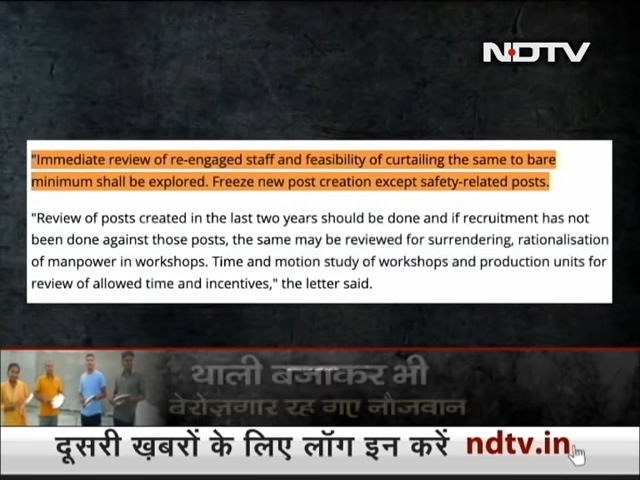 NDTV
"Immediate review of re-engaged staff and feasibility of curtailing the same to bare
minimum shall be explored. Freeze new post creation except safety-related posts.
"Review of posts created in the last two years should be done and if recruitment has not
been done against those posts, the same may be reviewed for surrendering, rationalisation
of manpower in workshops. Time and motion study of workshops and production units for
review of allowed time and incentives," the letter said.
थाली बजाकर भी
बेरोज़गार रह गए नौजवान
दूसरी ख़बरों के लिए लॉग इन करें ndtv.in